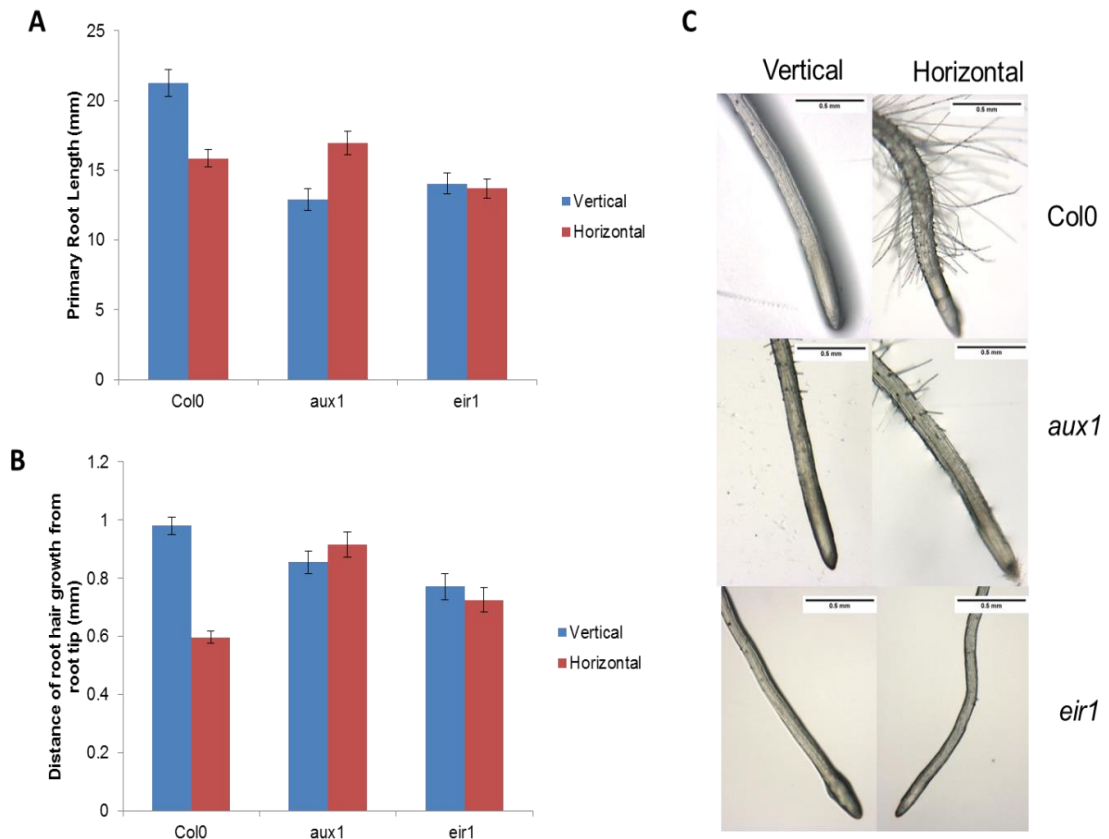 A
Primary Root Length (mm)
25
20
15
10
5
0
Col0
aux1
eir1
Vertical
Horizontal
B
Distance of root hair growth from
root tip (mm)
1.2
1
0.8
0.6
0.4
0.2
0
Col0
aux1
eir1
Vertical
Horizontal
C
Vertical
Horizontal
0.5 mm
0.5 mm
Col0
0.5 mm
0.5 mm
aux1
0.5 mm
0.5 mm
eir1